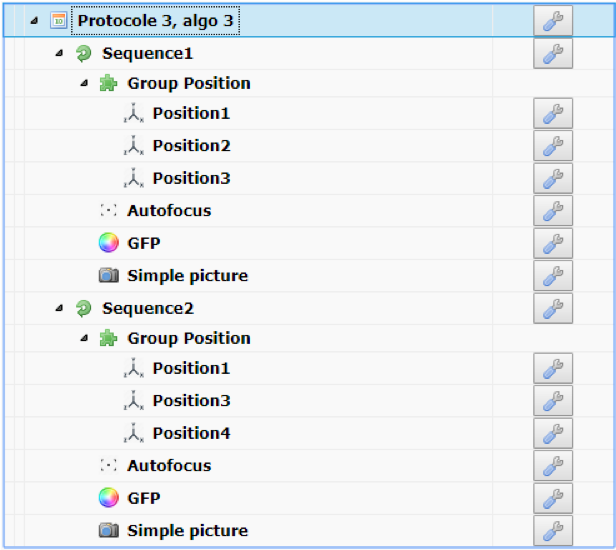 Protocole 3, algo 3
Sequence1
Group Position
Position1
Position2
Position3
Autofocus
GFP
Simple picture
Sequence2
Group Position
Position1
Position3
Position4
Autofocus
GFP
Simple picture